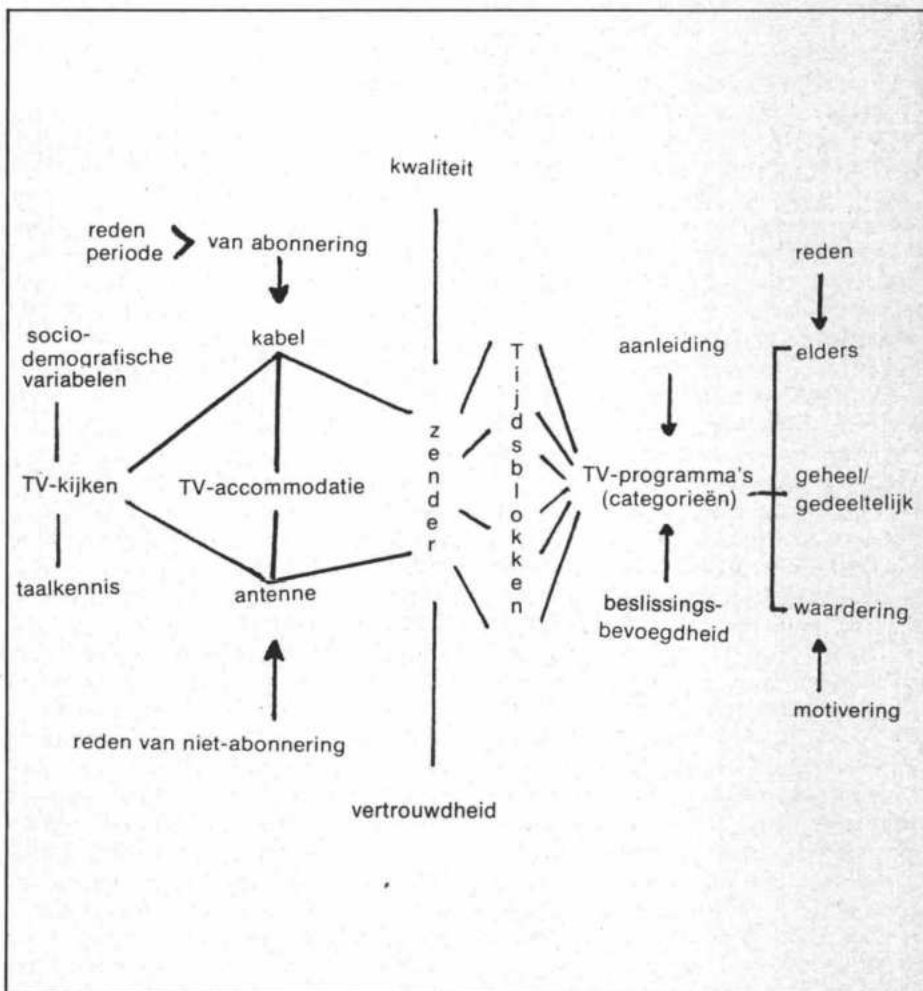 kwaliteit
reden
periode
van abonnering
reden
socio-
demografische
variabelen
kabel
aanleiding
elders
TV-kijken
TV-accommodatie
zender
Tijdsblokken
TV-programma's
(categorieën)
geheel/
gedeeltelijk
taalkennis
antenne
beslissings-
bevoegdheid
waardering
motivering
reden van niet-abonnering
vertrouwdheid